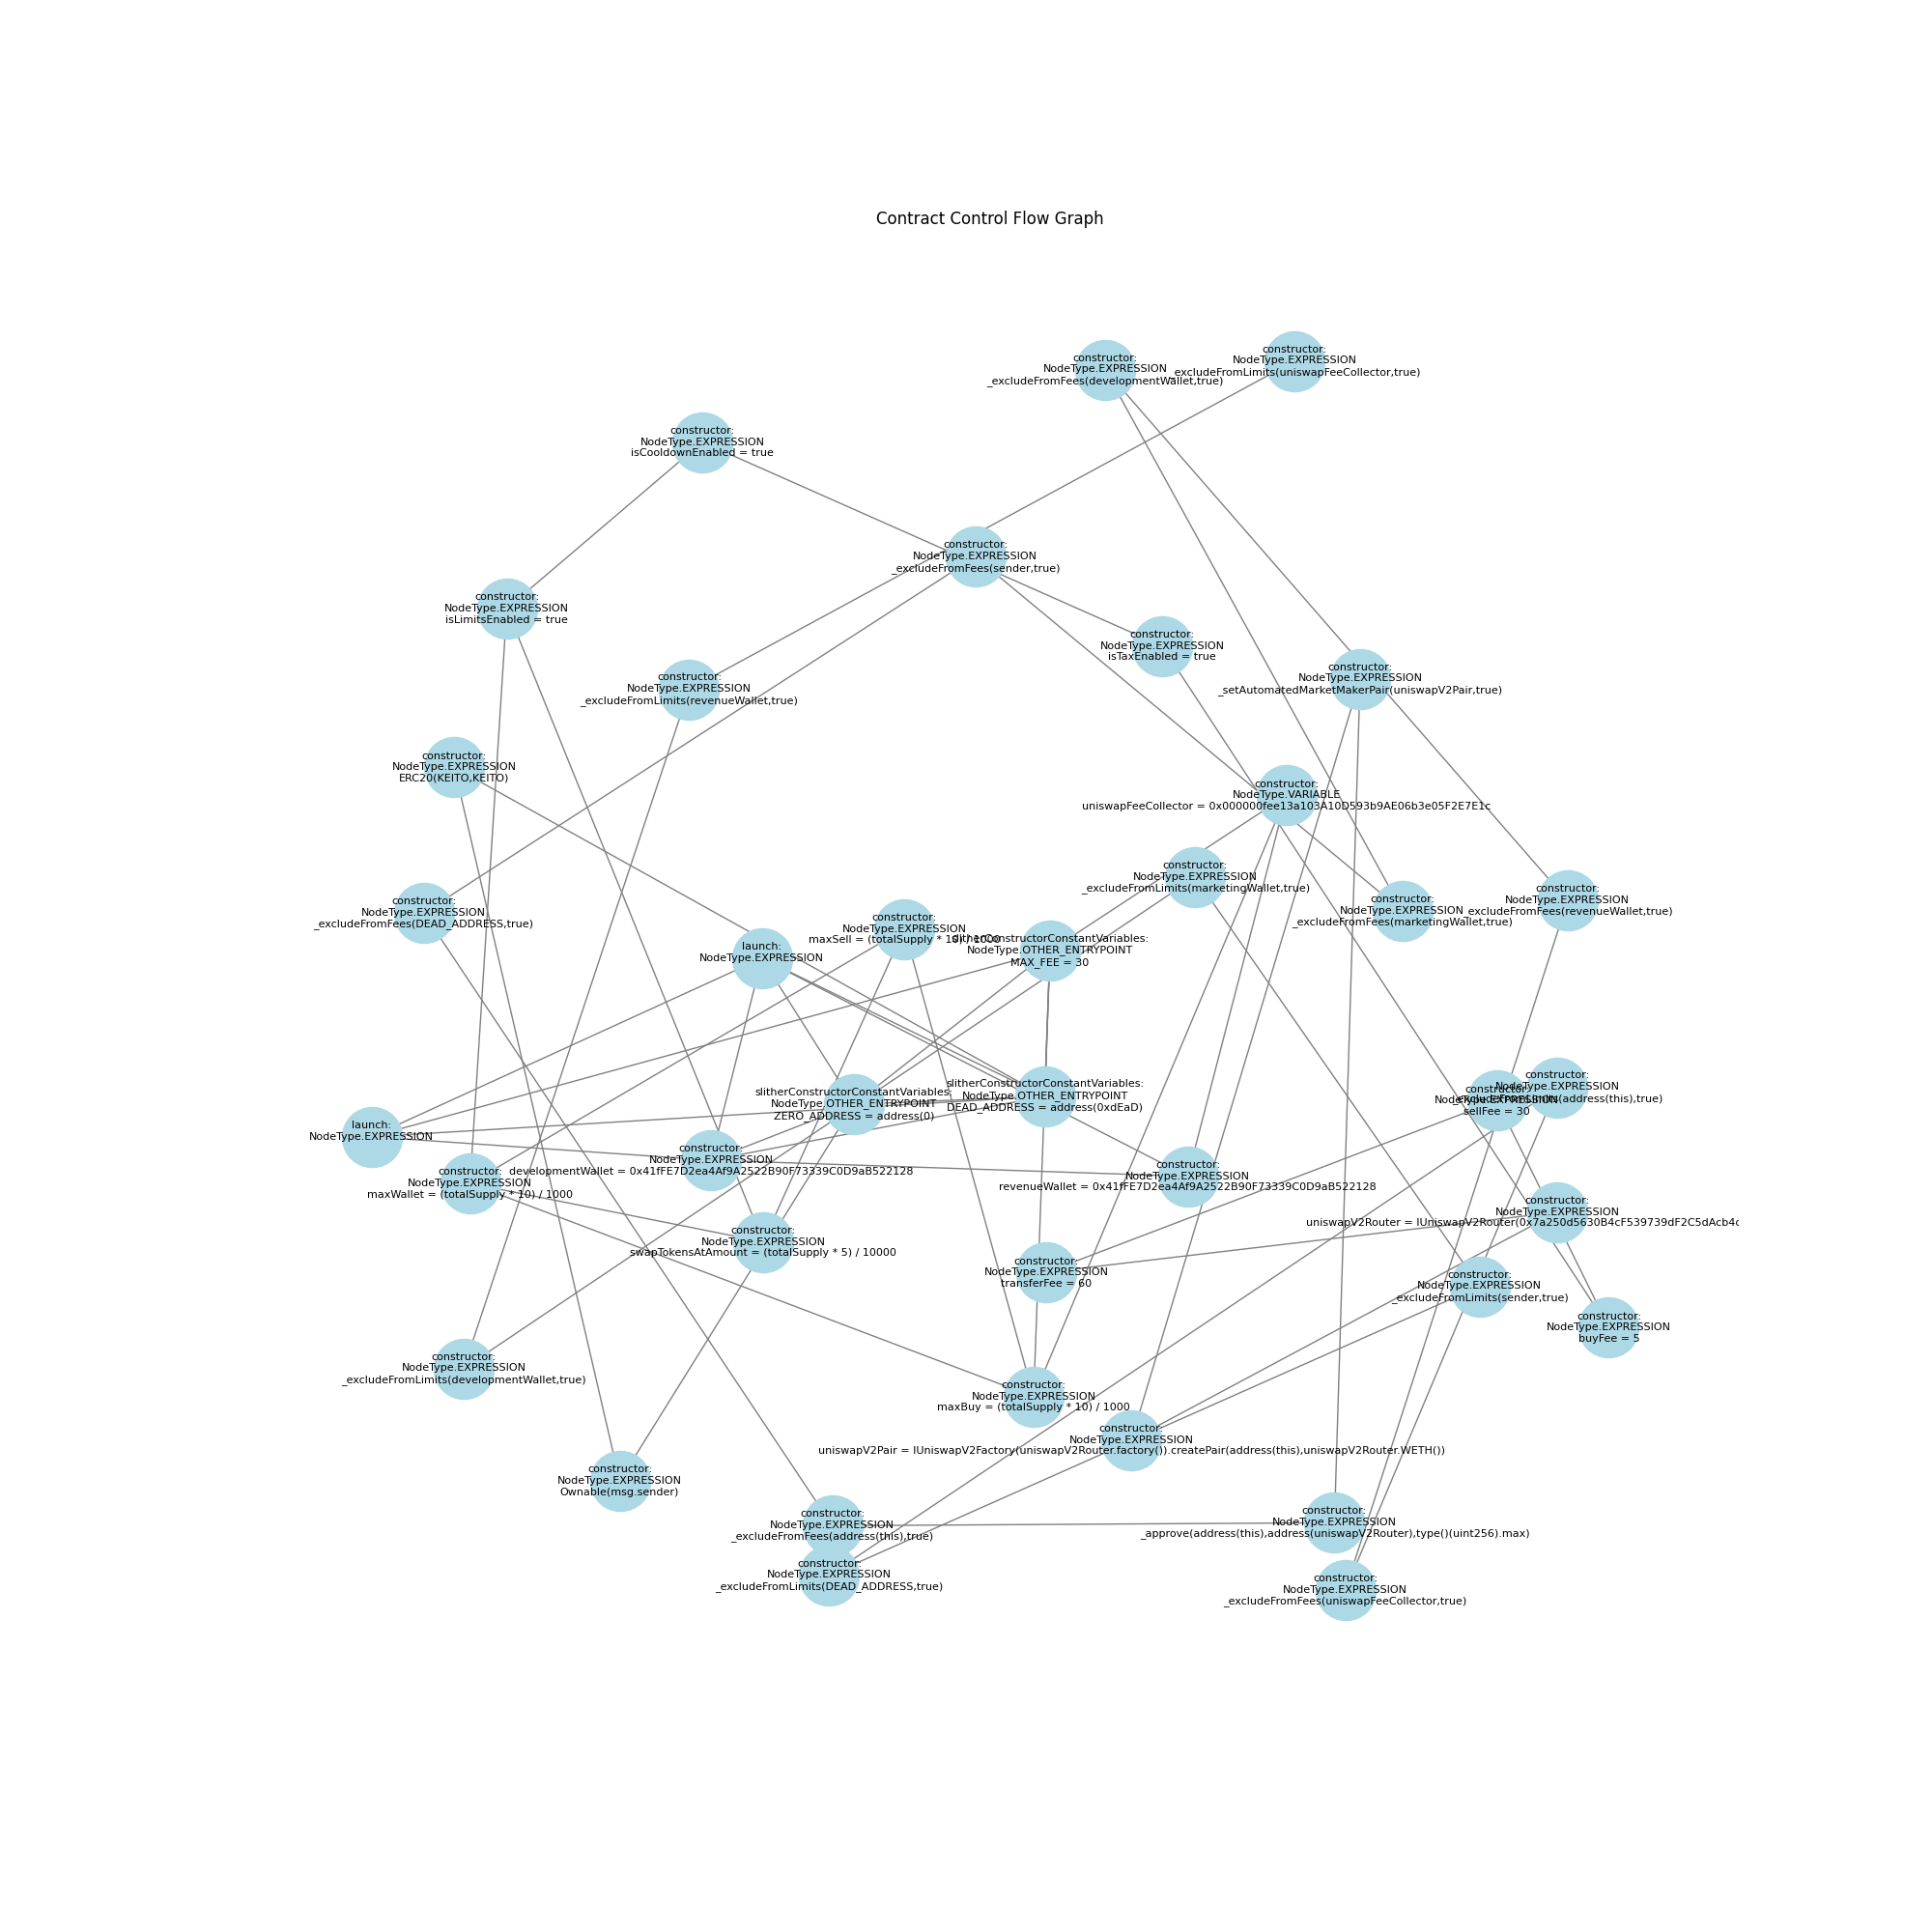 Contract Control Flow Graph
constructor:
NodeType.EXPRESSION
_excludeFromLimits(uniswapFeeCollector,true)
constructor:
NodeType.EXPRESSION
_excludeFromFees(developmentWallet,true)
constructor:
NodeType.EXPRESSION
isCooldownEnabled = true
constructor:
NodeType.EXPRESSION
_excludeFromFees(sender,true)
constructor:
NodeType.EXPRESSION
isLimitsEnabled = true
constructor:
NodeType.EXPRESSION
isTaxEnabled = true
constructor:
NodeType.EXPRESSION
_setAutomatedMarketMakerPair(uniswapV2Pair,true)
constructor:
NodeType.EXPRESSION
_excludeFromLimits(revenueWallet,true)
constructor:
NodeType.EXPRESSION
ERC20(KEITO,KEITO)
constructor:
NodeType.VARIABLE
uniswapFeeCollector = 0x000000fee13a103A10D593b9AE06b3e05F2E7E1c
constructor:
NodeType.EXPRESSION
_excludeFromLimits(marketingWallet,true)
constructor:
NodeType.EXPRESSION
_excludeFromFees(revenueWallet,true)
constructor:
NodeType.EXPRESSION
_excludeFromFees(marketingWallet,true)
constructor:
NodeType.EXPRESSION
_excludeFromFees(DEAD_ADDRESS,true)
constructor:
NodeType.EXPRESSION
maxSell = (totalSupply * 10) / 1000
slitherConstructorConstantVariables:
NodeType.OTHER_ENTRYPOINT
MAX_FEE = 30
launch:
NodeType.EXPRESSION
slitherConstructorConstantVariables:
NodeType.OTHER_ENTRYPOINT
DEAD_ADDRESS = address(0xdEaD)
slitherConstructorConstantVariables:
NodeType.OTHER_ENTRYPOINT
ZERO_ADDRESS = address(0)
constructor:
NodeType.EXPRESSION
_excludeFromLimits(address(this),true)
constructor:
NodeType.EXPRESSION
sellFee = 30
launch:
NodeType.EXPRESSION
constructor:
NodeType.EXPRESSION
developmentWallet = 0x41fFE7D2ea4Af9A2522B90F73339C0D9aB522128
constructor:
NodeType.EXPRESSION
revenueWallet = 0x41fFE7D2ea4Af9A2522B90F73339C0D9aB522128
constructor:
NodeType.EXPRESSION
maxWallet = (totalSupply * 10) / 1000
constructor:
NodeType.EXPRESSION
uniswapV2Router = IUniswapV2Router(0x7a250d5630B4cF539739dF2C5dAcb4c
constructor:
NodeType.EXPRESSION
swapTokensAtAmount = (totalSupply * 5) / 10000
constructor:
NodeType.EXPRESSION
transferFee = 60
constructor:
NodeType.EXPRESSION
_excludeFromLimits(sender,true)
constructor:
NodeType.EXPRESSION
buyFee = 5
constructor:
NodeType.EXPRESSION
_excludeFromLimits(developmentWallet,true)
constructor:
NodeType.EXPRESSION
maxBuy = (totalSupply * 10) / 1000
constructor:
NodeType.EXPRESSION
uniswapV2Pair = IUniswapV2Factory(uniswapV2Router.factory()).createPair(address(this),uniswapV2Router.WETH())
constructor:
NodeType.EXPRESSION
Ownable(msg.sender)
constructor:
NodeType.EXPRESSION
_excludeFromFees(address(this),true)
constructor:
NodeType.EXPRESSION
_approve(address(this),address(uniswapV2Router),type()(uint256).max)
constructor:
NodeType.EXPRESSION
_excludeFromLimits(DEAD_ADDRESS,true)
constructor:
NodeType.EXPRESSION
_excludeFromFees(uniswapFeeCollector,true)